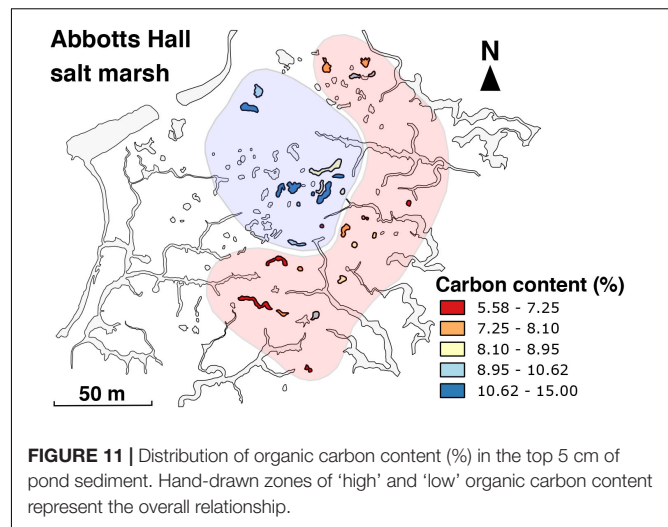 Abbotts Hall
salt marsh
N
Carbon content (%)
5.58 - 7.25
7.25 - 8.10
8.10 - 8.95
8.95 - 10.62
10.62 - 15.00
50 m
FIGURE 11 | Distribution of organic carbon content (%) in the top 5 cm of
pond sediment. Hand-drawn zones of ‘high’ and ‘low’ organic carbon content
represent the overall relationship.